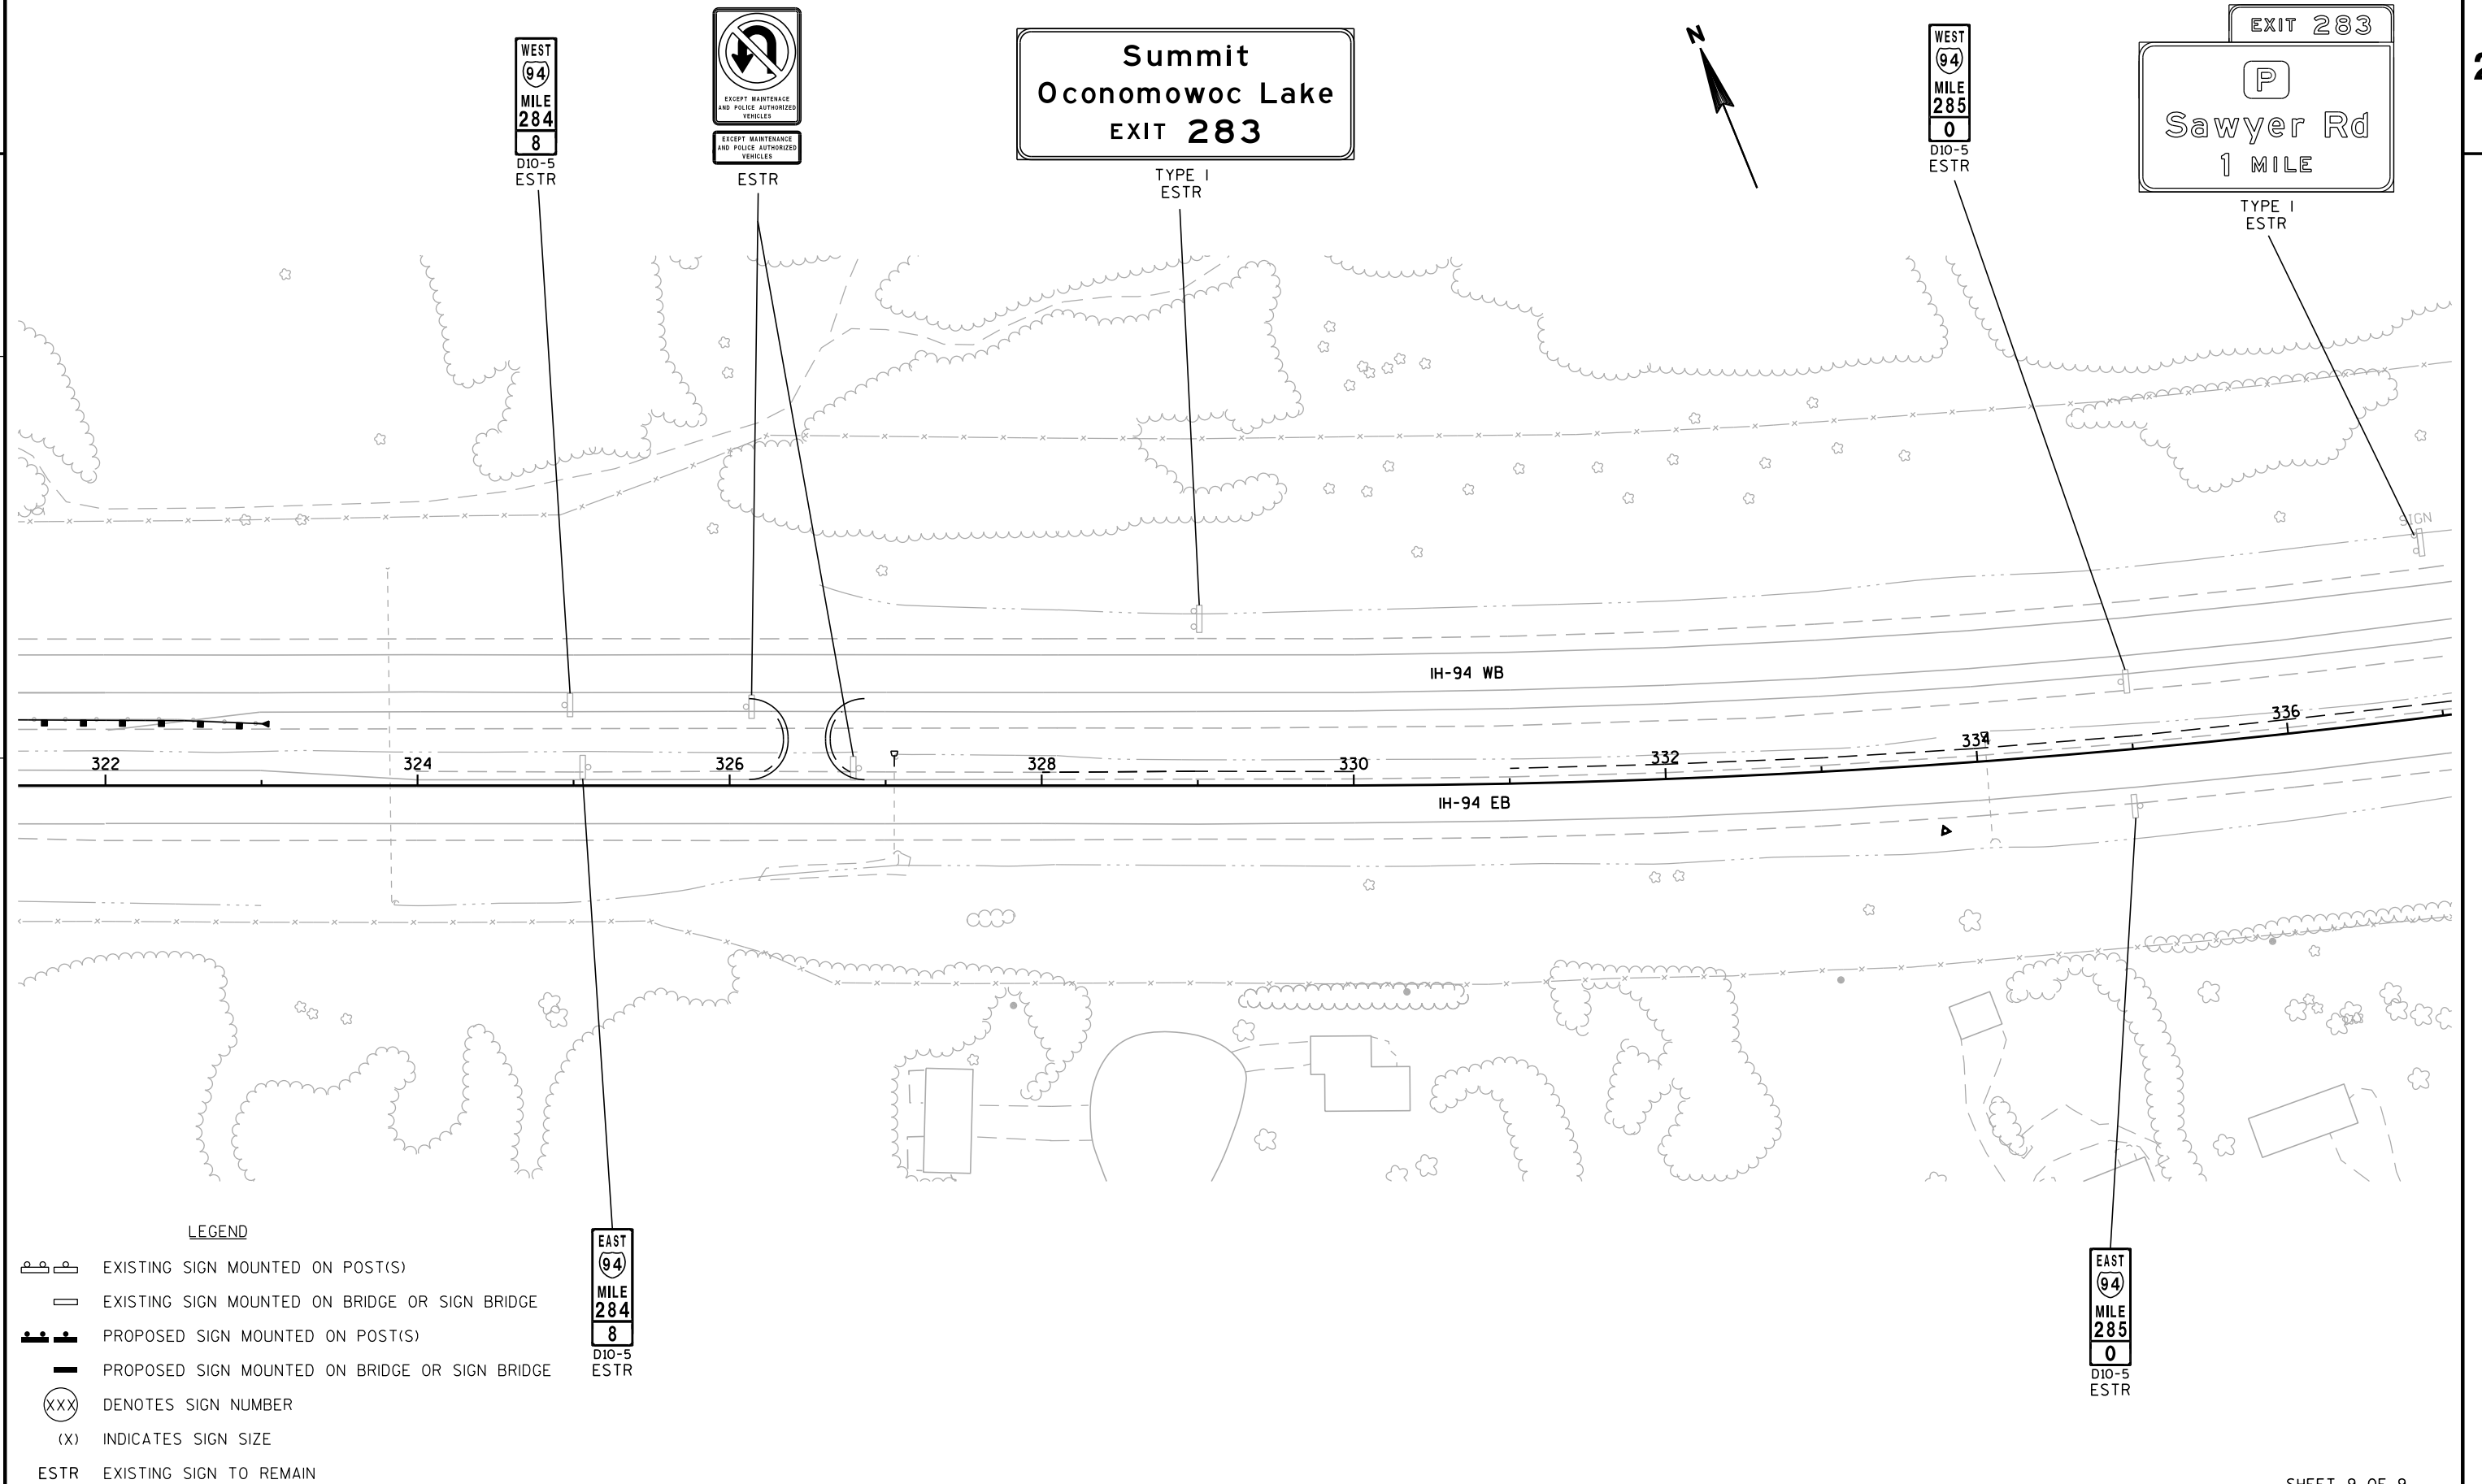 WEST
94
MILE
284
8
D10-5
ESTR
EXCEPT MAINTENACE
AND POLICE AUTHORIZED
VEHICLES
EXCEPT MAINTENANCE
AND POLICE AUTHORIZED
VEHICLES
ESTR
Summit
Oconomowoc Lake
EXIT 283
TYPE I
ESTR
N
WEST
94
MILE
285
0
D10-5
ESTR
EXIT 283
P
Sawyer Rd
1 MILE
TYPE I
ESTR
SIGN
IH-94 WB
322
324
326
328
330
332
334
336
IH-94 EB
EAST
94
MILE
284
8
D10-5
ESTR
EAST
94
MILE
285
0
D10-5
ESTR
LEGEND
EXISTING SIGN MOUNTED ON POST(S)
EXISTING SIGN MOUNTED ON BRIDGE OR SIGN BRIDGE
PROPOSED SIGN MOUNTED ON POST(S)
PROPOSED SIGN MOUNTED ON BRIDGE OR SIGN BRIDGE
XXX DENOTES SIGN NUMBER
(X) INDICATES SIGN SIZE
ESTR EXISTING SIGN TO REMAIN
SHEET 9 OF 9